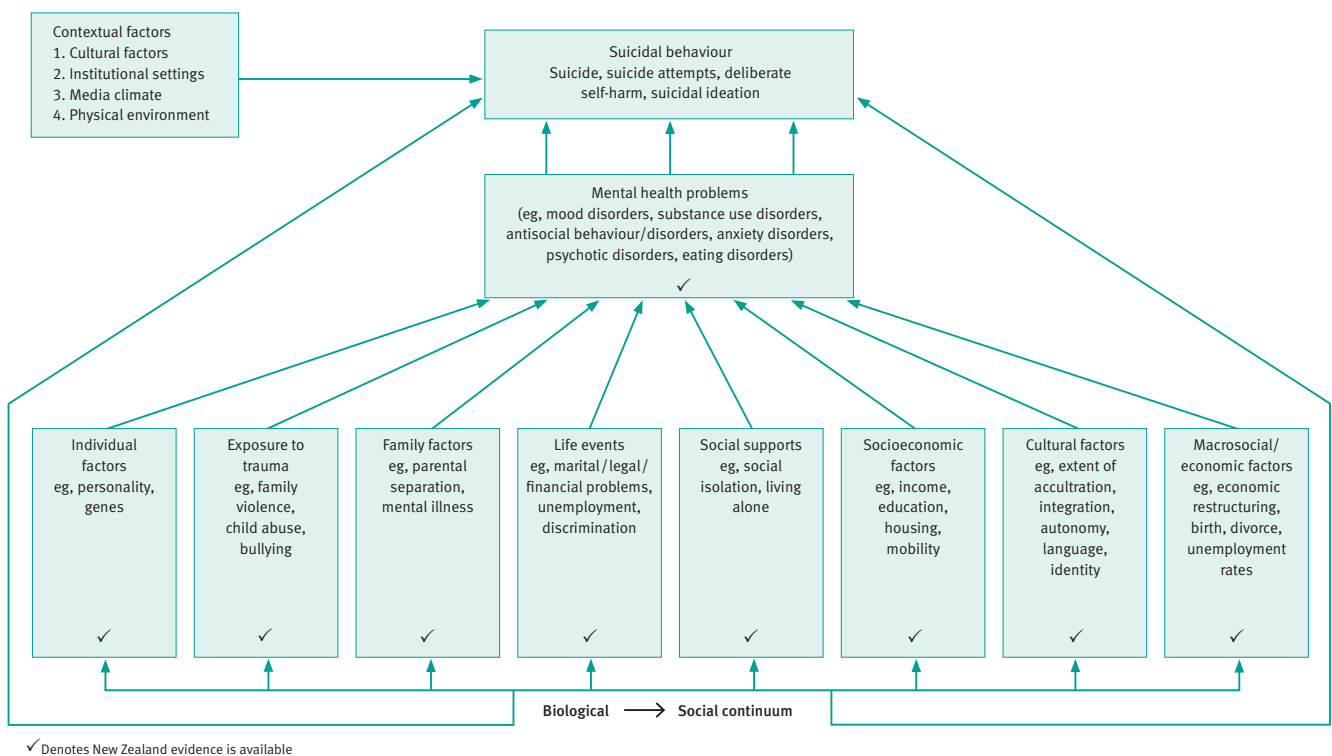 Contextual factors
1. Cultural factors
2. Institutional settings
3. Media climate
4. Physical environment
Suicidal behaviour
Suicide, suicide attempts, deliberate
self-harm, suicidal ideation
Mental health problems
(eg, mood disorders, substance use disorders,
antisocial behaviour/disorders, anxiety disorders,
psychotic disorders, eating disorders)
✓
Individual
factors
eg, personality,
genes
✓
Exposure to
trauma
eg, family
violence,
child abuse,
bullying
✓
Family factors
eg, parental
separation,
mental illness
✓
Life events
eg, marital/legal/
financial problems,
unemployment,
discrimination
✓
Social supports
eg, social
isolation, living
alone
✓
Socioeconomic
factors
eg, income,
education,
housing,
mobility
✓
Cultural factors
eg, extent of
accultration,
integration,
autonomy,
language,
identity
✓
Macrosocial/
economic factors
eg, economic
restructuring,
birth, divorce,
unemployment
rates
✓
Biological → Social continuum
✓ Denotes New Zealand evidence is available